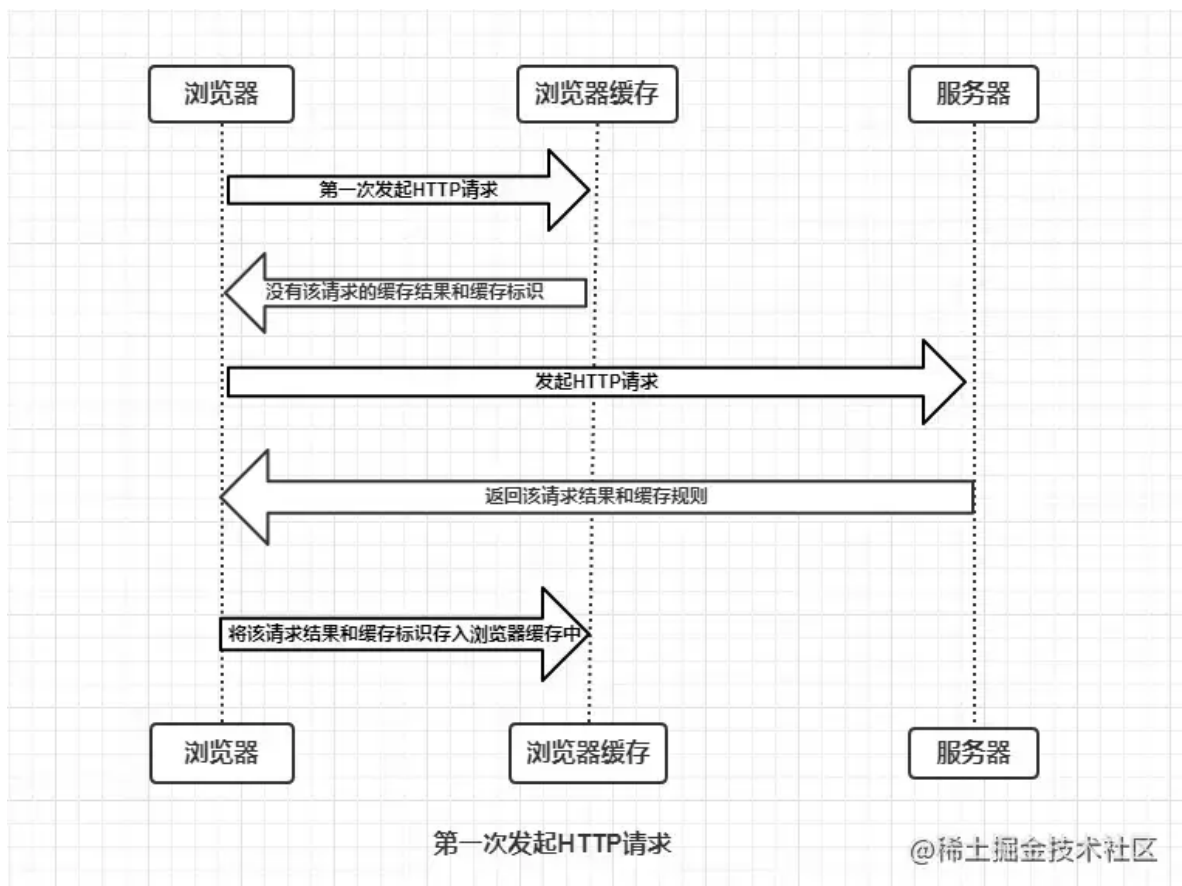 浏览器
浏览器缓存
服务器
第一次发起HTTP请求
没有该请求的缓存结果和缓存标识
发起HTTP请求
返回该请求结果和缓存规则
将该请求结果和缓存标识存入浏览器缓存中
浏览器
浏览器缓存
服务器
第一次发起HTTP请求
@稀土掘金技术社区